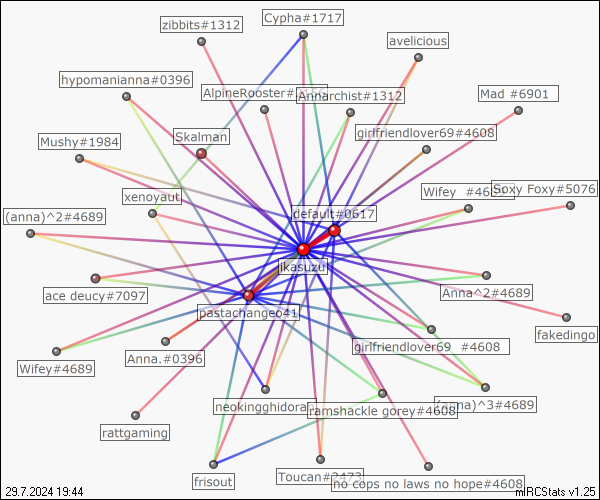 Cypha#1717
zibbits#1312
avelicious
hypomanianna#0396
AlpineRooster#
Annarchist#1312
Mad #6901
Skalman
girlfriendlover69#4608
Mushy#1984
xenoyaut
Wifey #46
Soxy Foxy#5076
(anna)^2#4689
default#0617
jkasuzu
ace deucy#7097
Anna^2#4689
pastachangeo41
fakedingo
Anna.#0396
girlfriendlover69 #4608
Wifey#4689
neokingghidorah
ramshackle gorey#4608
(anna)^3#4689
rattgaming
frisout
Toucan#2473
no cops no laws no hope#4608
29.7.2024 19:44
mIRCStats v1.25